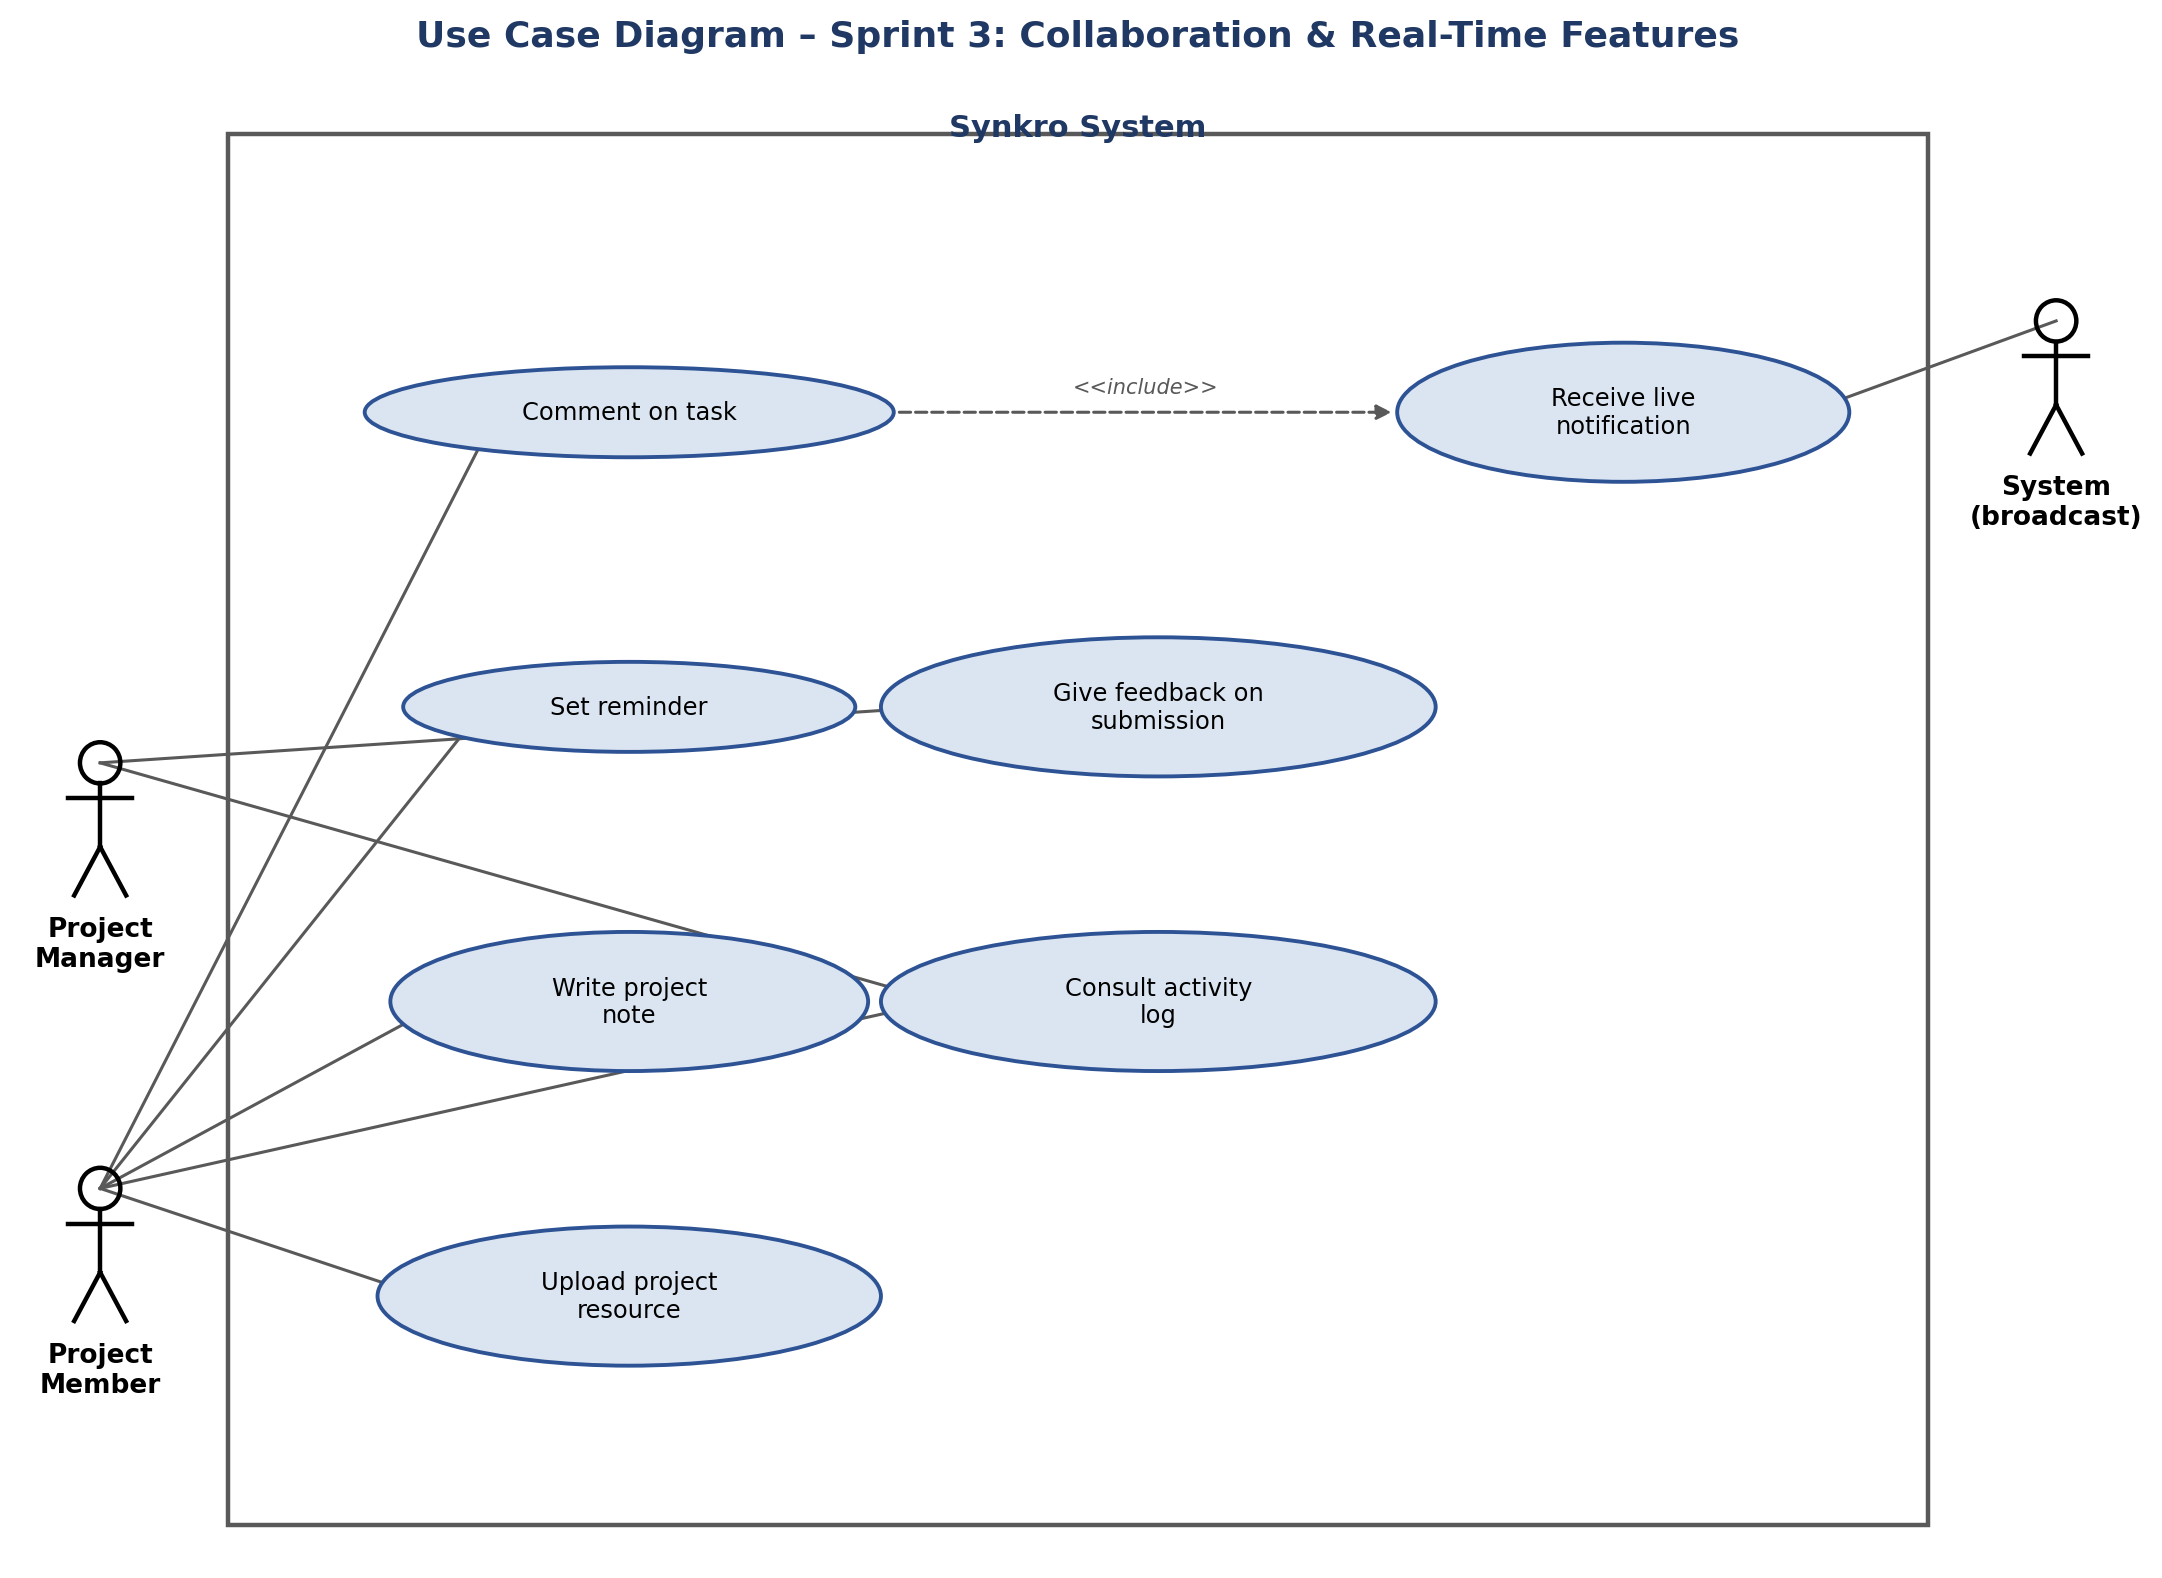 Use Case Diagram – Sprint 3: Collaboration & Real-Time Features
Synkro System
Comment on task
<<include>>
Receive live
notification
System
(broadcast)
Set reminder
Give feedback on
submission
Project
Manager
Write project
note
Consult activity
log
Upload project
resource
Project
Member